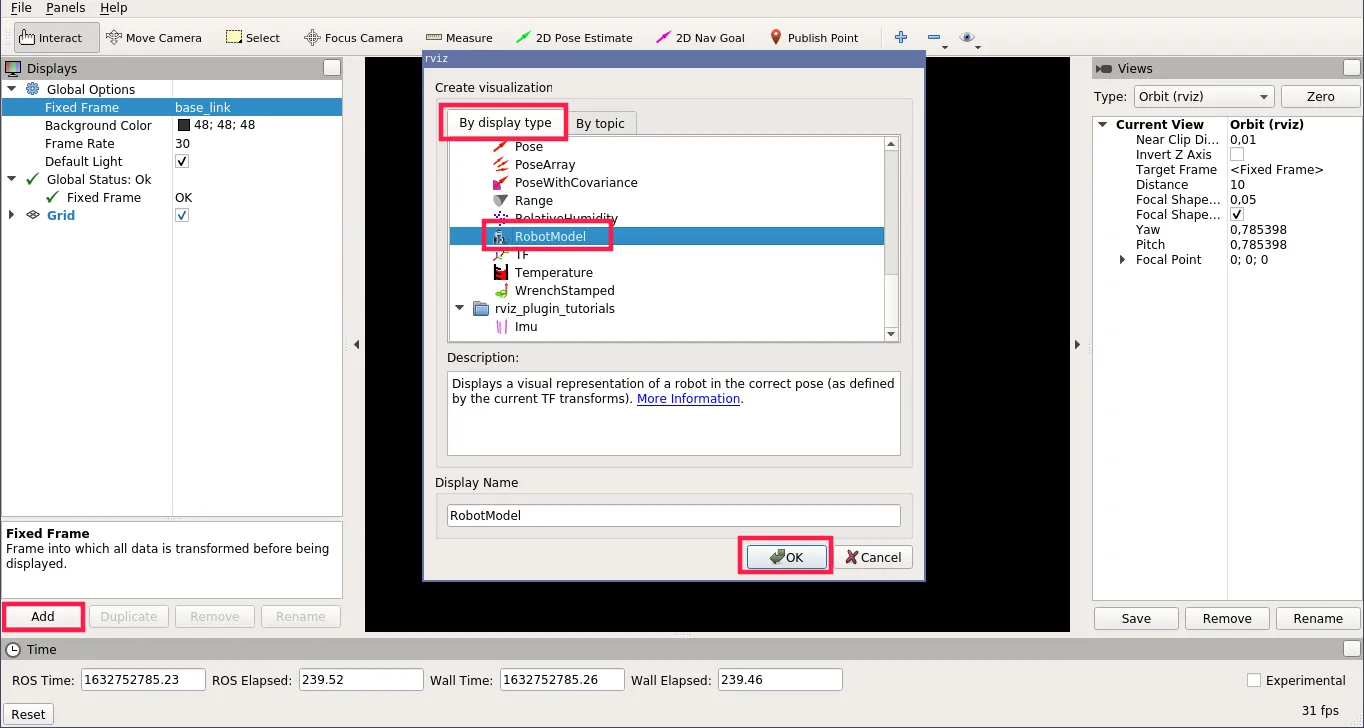 File Panels Help
Interact Move Camera Select Focus Camera Measure 2D Pose Estimate 2D Nav Goal Publish Point
Displays
Global Options
Fixed Frame base_link
Background Color 48; 48; 48
Frame Rate 30
Default Light
Global Status: Ok
Fixed Frame OK
Grid
Fixed Frame
Frame into which all data is transformed before being
displayed.
Add Duplicate Remove Rename
rviz
Create visualization
By display type By topic
Pose
PoseArray
PoseWithCovariance
Range
RelativeHumidity
RobotModel
TF
Temperature
WrenchStamped
rviz_plugin_tutorials
Imu
Description:
Displays a visual representation of a robot in the correct pose (as defined
by the current TF transforms). More Information.
Display Name
RobotModel
OK Cancel
Views
Type: Orbit (rviz) Zero
Current View Orbit (rviz)
Near Clip Di... 0,01
Invert Z Axis
Target Frame <Fixed Frame>
Distance 10
Focal Shape... 0,05
Focal Shape...
Yaw 0,785398
Pitch 0,785398
Focal Point 0; 0; 0
Save Remove Rename
Time
ROS Time: 1632752785.23 ROS Elapsed: 239.52 Wall Time: 1632752785.26 Wall Elapsed: 239.46 Experimental
Reset 31 fps